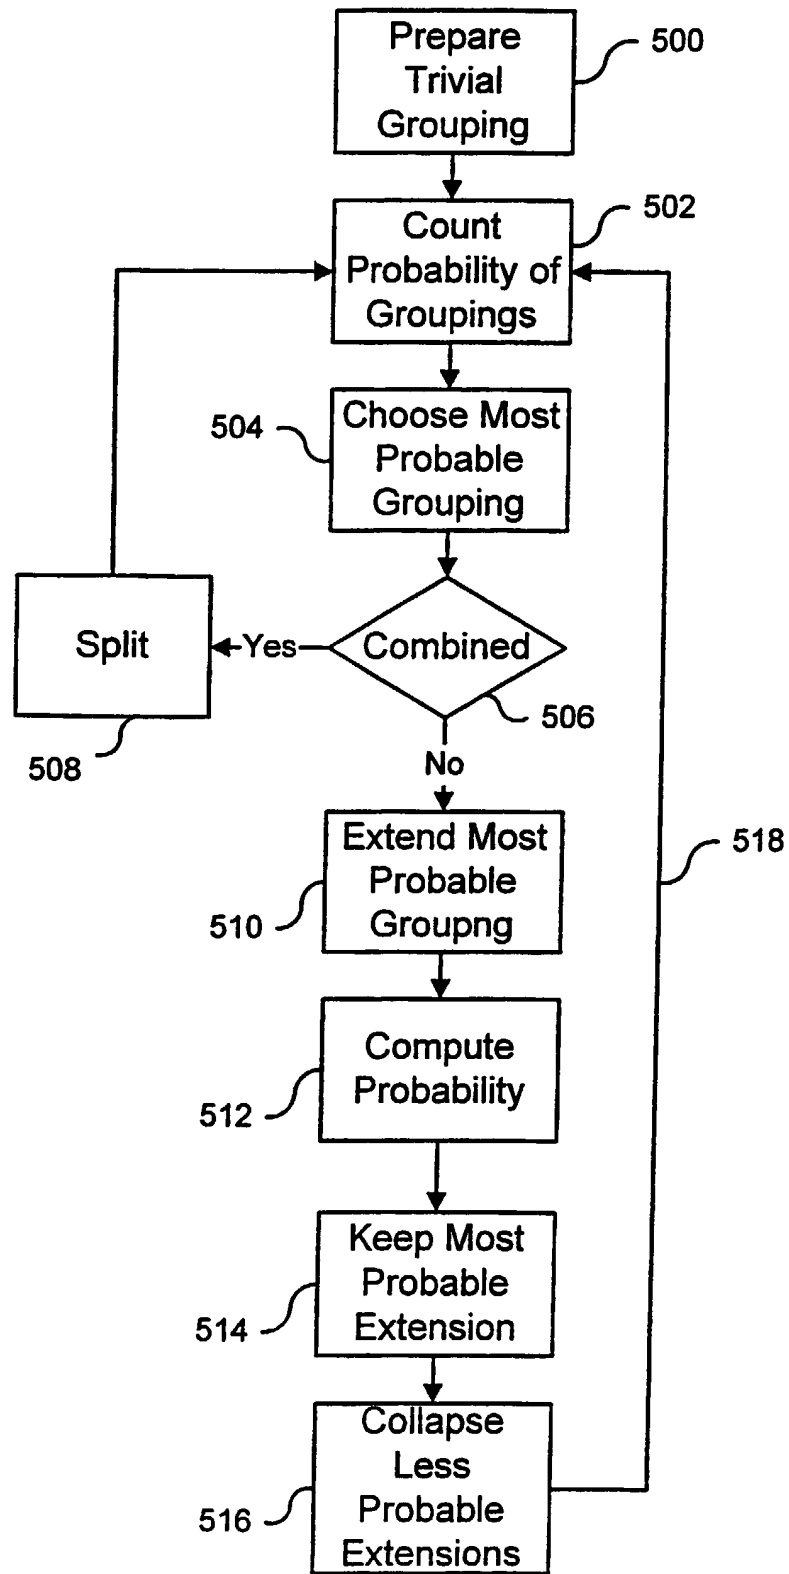 Prepare
Trivial
Grouping
500
Count
Probability of
Groupings
502
Choose Most
Probable
Grouping
504
Combined
506
Yes
Split
508
No
Extend Most
Probable
Groupng
510
518
Compute
Probability
512
Keep Most
Probable
Extension
514
Collapse
Less
Probable
Extensions
516